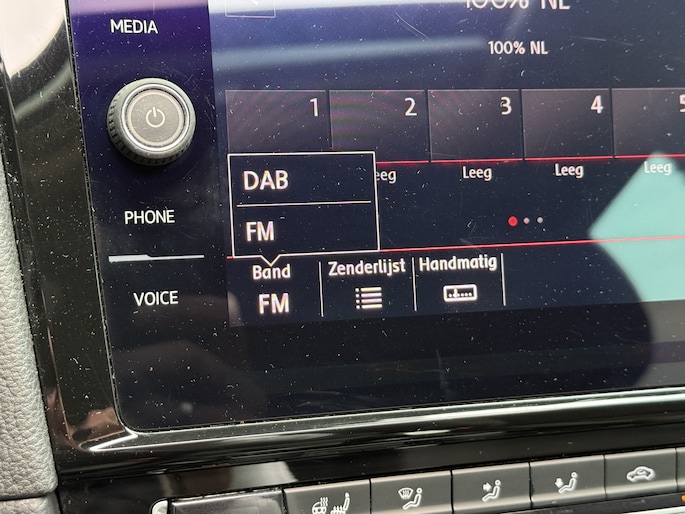 MEDIA
100% NL
100% NL
1 2 3 4 5
DAB
Leeg Leeg Leeg
FM
PHONE
Band Zenderlijst Handmatig
FM
VOICE